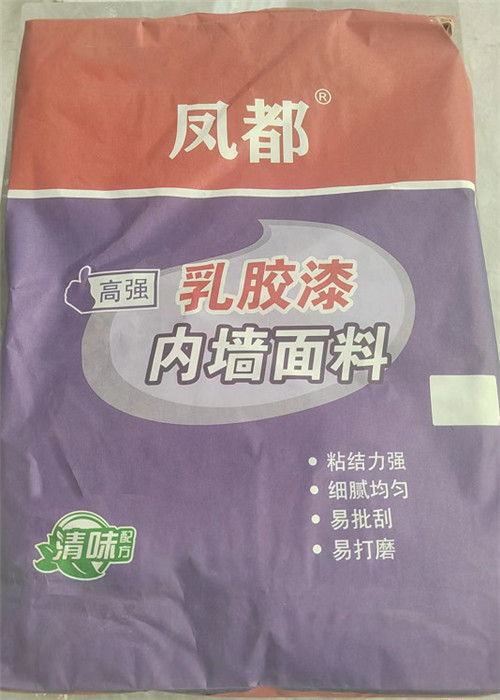 凤都®
高强
乳胶漆
内墙面料
• 粘结力强
• 细腻均匀
• 易批刮
• 易打磨
清味配方